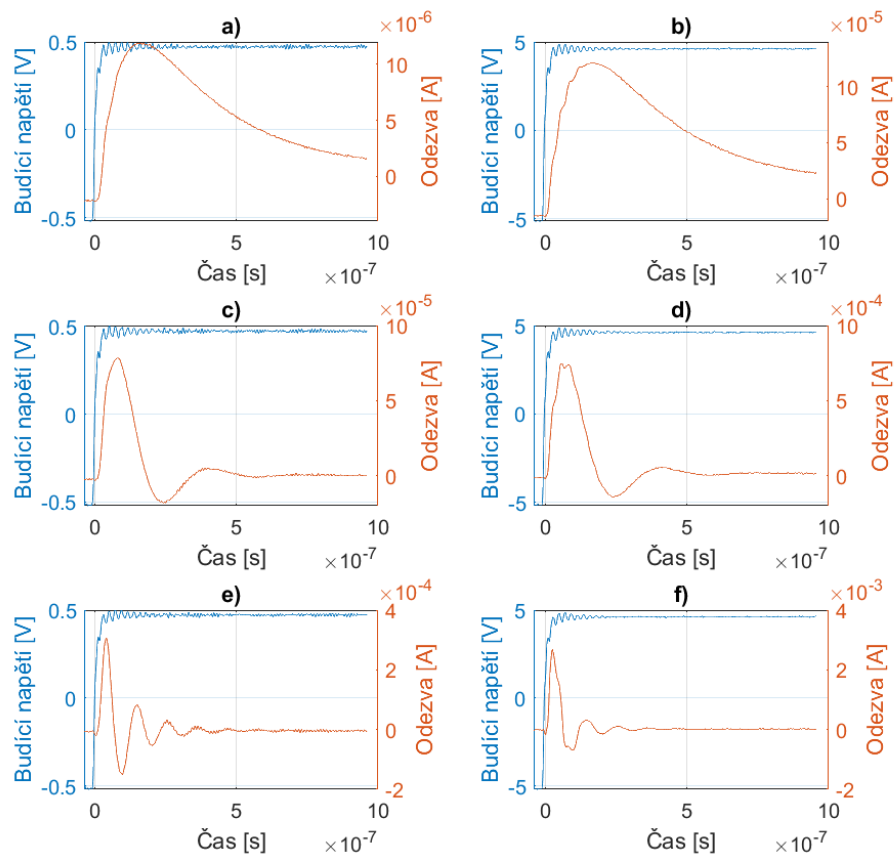 a)
×10-6
Budící napětí [V]
0.5
0
-0.5
10
5
0
Odezva [A]
0
5
10
Čas [s]
×10-7
b)
×10-5
Budící napětí [V]
5
0
-5
10
5
0
Odezva [A]
0
5
10
Čas [s]
×10-7
c)
×10-5
Budící napětí [V]
0.5
0
-0.5
10
5
0
Odezva [A]
0
5
10
Čas [s]
×10-7
d)
×10-4
Budící napětí [V]
5
0
-5
10
5
0
Odezva [A]
0
5
10
Čas [s]
×10-7
e)
×10-4
Budící napětí [V]
0.5
0
-0.5
4
2
0
-2
Odezva [A]
0
5
10
Čas [s]
×10-7
f)
×10-3
Budící napětí [V]
5
0
-5
4
2
0
-2
Odezva [A]
0
5
10
Čas [s]
×10-7